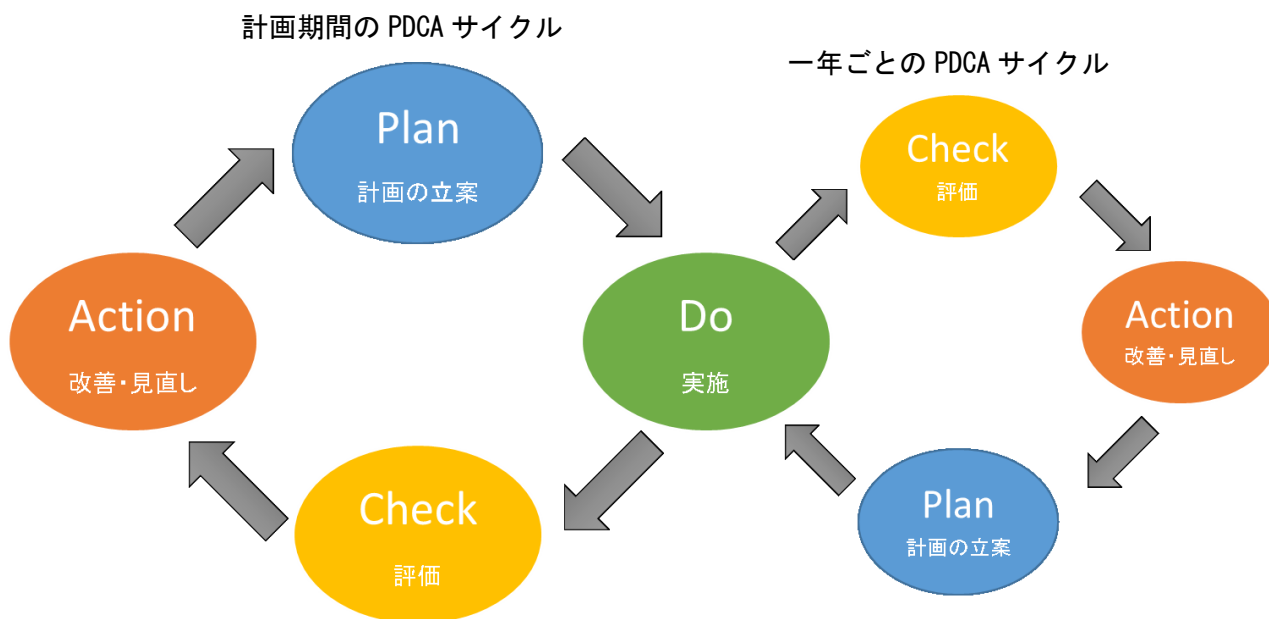 計画期間の PDCA サイクル
一年ごとの PDCA サイクル
Plan
計画の立案
Check
評価
Action
改善・見直し
Do
実施
Action
改善・見直し
Check
評価
Plan
計画の立案